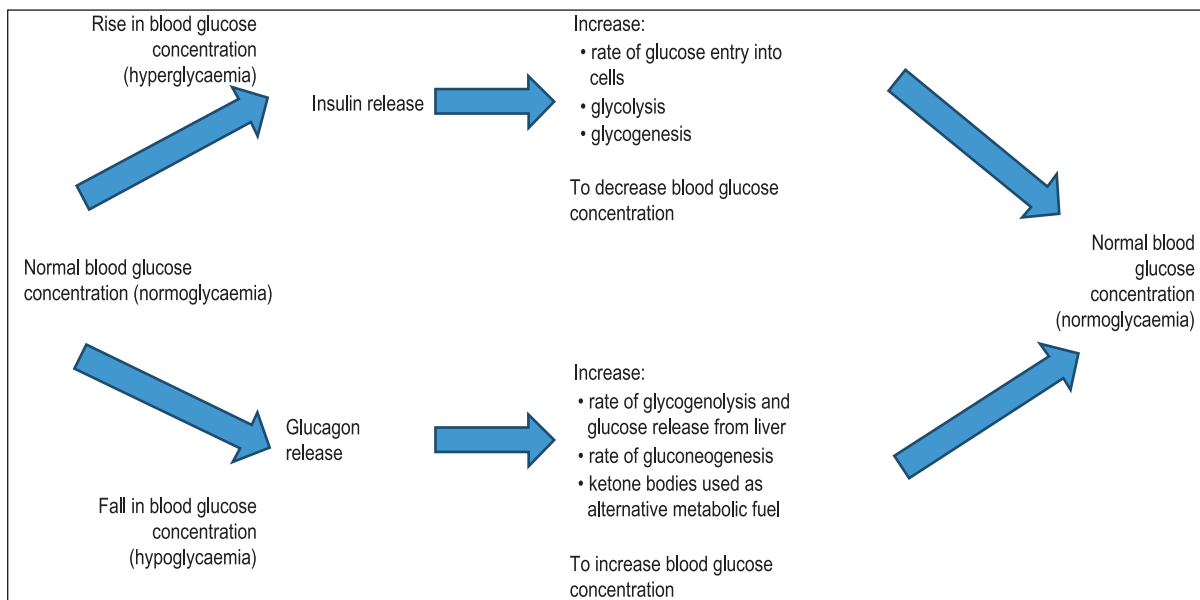 Rise in blood glucose
concentration
(hyperglycaemia)
Insulin release
Increase:
• rate of glucose entry into
cells
• glycolysis
• glycogenesis
To decrease blood glucose
concentration
Normal blood glucose
concentration (normoglycaemia)
Normal blood
glucose
concentration
(normoglycaemia)
Glucagon
release
Fall in blood glucose
concentration
(hypoglycaemia)
Increase:
• rate of glycogenolysis and
glucose release from liver
• rate of gluconeogenesis
• ketone bodies used as
alternative metabolic fuel
To increase blood glucose
concentration